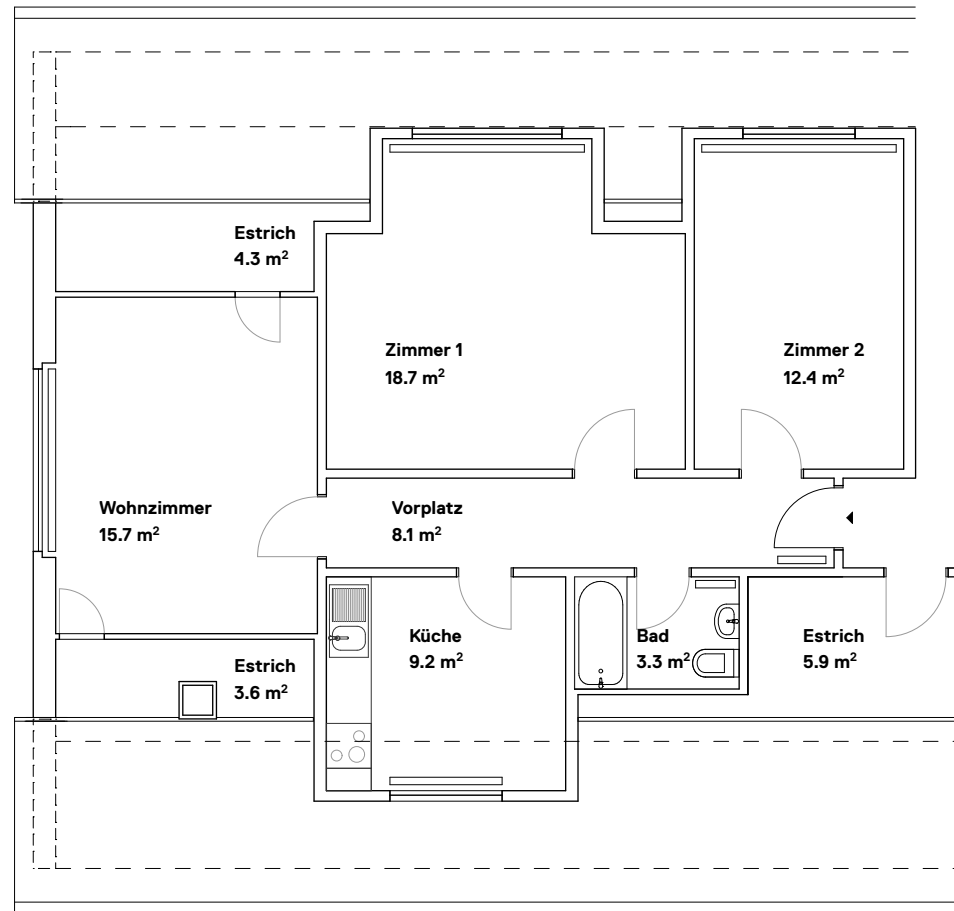 Estrich
4.3 m²
Zimmer 1
18.7 m²
Zimmer 2
12.4 m²
Wohnzimmer
15.7 m²
Vorplatz
8.1 m²
Küche
9.2 m²
Bad
3.3 m²
Estrich
5.9 m²
Estrich
3.6 m²